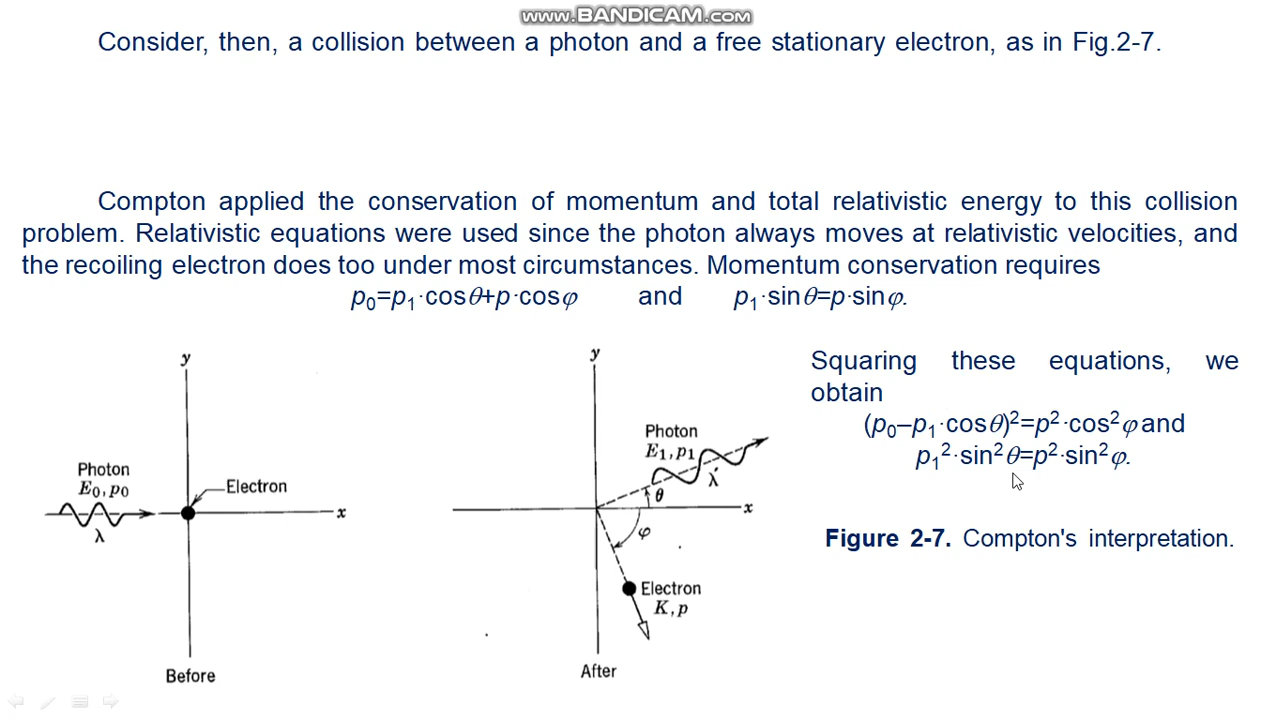 www.BANDICAM.com
Consider, then, a collision between a photon and a free stationary electron, as in Fig.2-7.
Compton applied the conservation of momentum and total relativistic energy to this collision
problem. Relativistic equations were used since the photon always moves at relativistic velocities, and
the recoiling electron does too under most circumstances. Momentum conservation requires
p₀=p₁·cosθ+p·cosφ and p₁·sinθ=p·sinφ.
Squaring these equations, we
obtain
(p₀–p₁·cosθ)²=p²·cos²φ and
p₁²·sin²θ=p²·sin²φ.
Figure 2-7. Compton's interpretation.
y
Photon
E₀, p₀
Electron
x
λ
Before
y
Photon
E₁, p₁
λ′
θ
x
φ
Electron
K, p
After